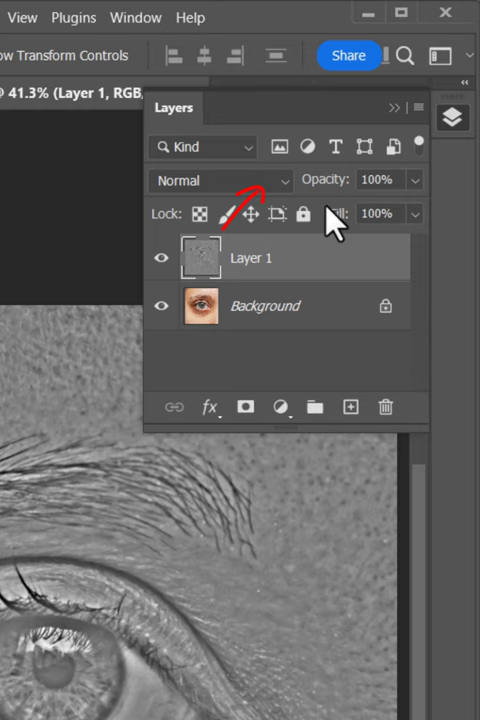 View Plugins Window Help
ow Transform Controls
Share
@ 41.3% (Layer 1, RGB,
Layers
Kind
Normal
Opacity: 100%
Lock:
100%
Layer 1
Background
fx